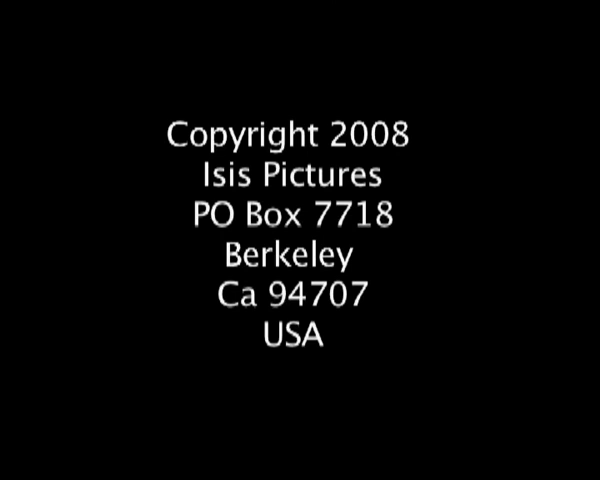 Copyright 2008
Isis Pictures
PO Box 7718
Berkeley
Ca 94707
USA